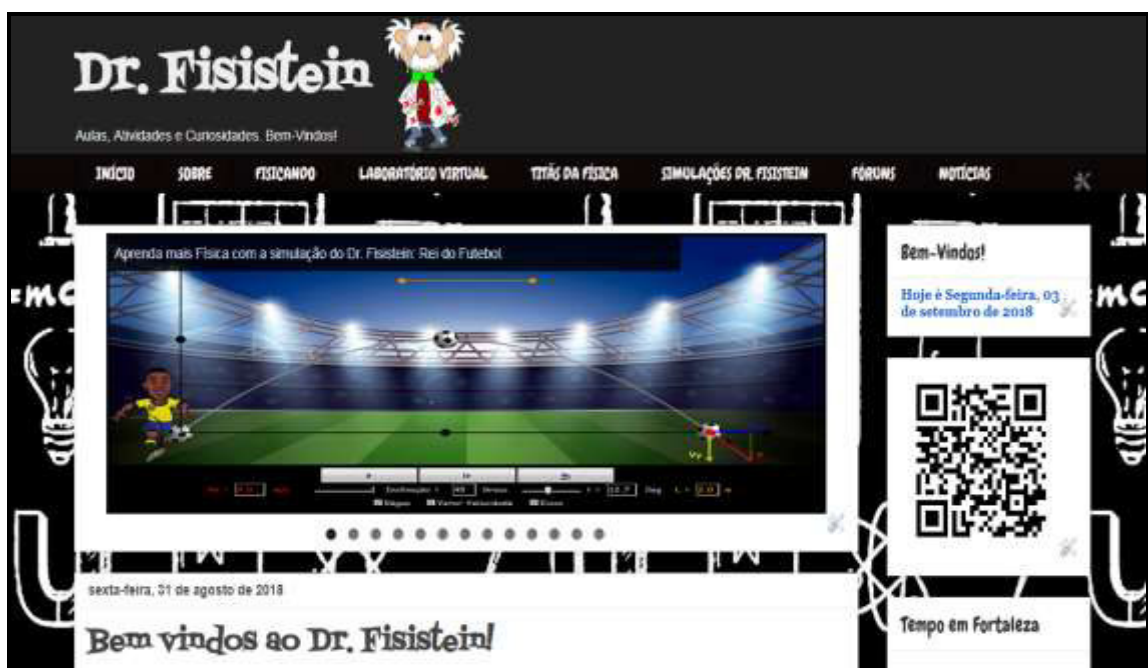 Dr. Fisistein
Aulas, Atividades e Curiosidades. Bem-Vindos!
INÍCIO SOBRE FISICANDO LABORATÓRIO VIRTUAL TITÃS DA FÍSICA SIMULAÇÕES DR. FISISTEIN FÓRUNS NOTÍCIAS
Aprenda mais Física com a simulação do Dr. Fisistein: Rei do Futebol.
Bem-Vindos!
Hoje é Segunda-feira, 03
de setembro de 2018
sexta-feira, 31 de agosto de 2018
Bem vindos ao Dr. Fisistein!
Tempo em Fortaleza